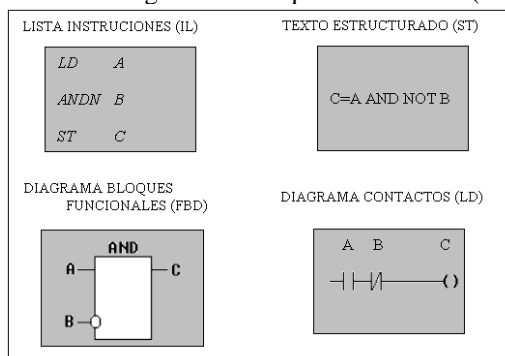 LISTA INSTRUCIONES (IL)
LD A
ANDN B
ST C
TEXTO ESTRUCTURADO (ST)
C=A AND NOT B
DIAGRAMA BLOQUES
FUNCIONALES (FBD)
AND
A C
B
DIAGRAMA CONTACTOS (LD)
A B C